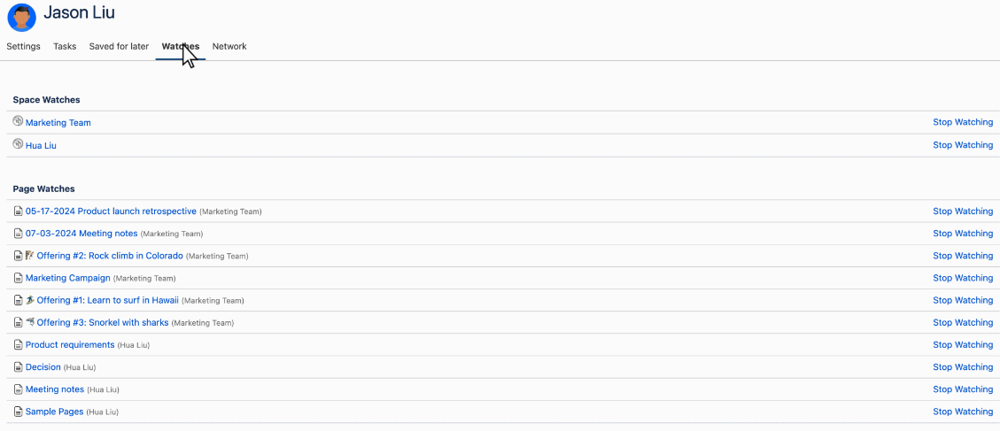 Jason Liu
Settings Tasks Saved for later Watches Network
Space Watches
Marketing Team Stop Watching
Hua Liu Stop Watching
Page Watches
05-17-2024 Product launch retrospective (Marketing Team) Stop Watching
07-03-2024 Meeting notes (Marketing Team) Stop Watching
Offering #2: Rock climb in Colorado (Marketing Team) Stop Watching
Marketing Campaign (Marketing Team) Stop Watching
Offering #1: Learn to surf in Hawaii (Marketing Team) Stop Watching
Offering #3: Snorkel with sharks (Marketing Team) Stop Watching
Product requirements (Hua Liu) Stop Watching
Decision (Hua Liu) Stop Watching
Meeting notes (Hua Liu) Stop Watching
Sample Pages (Hua Liu) Stop Watching